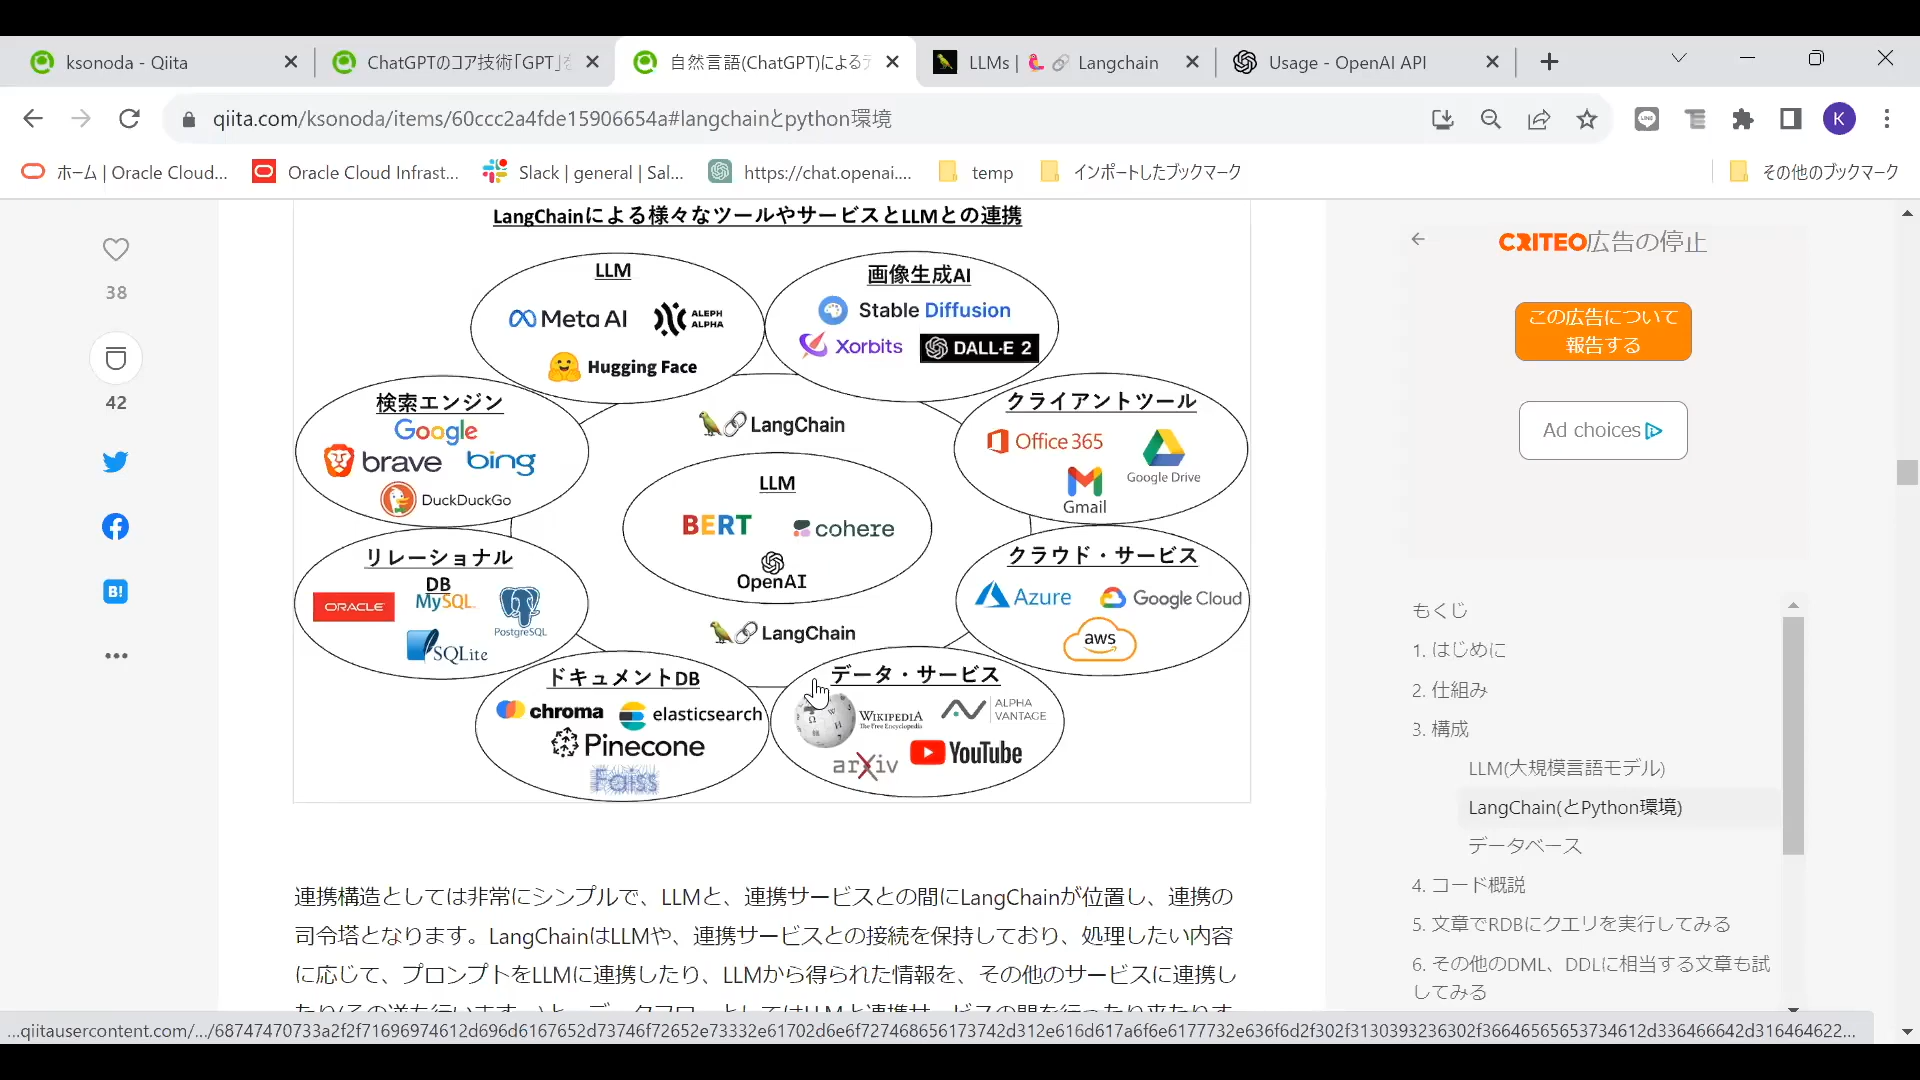 ksonoda - Qiita
ChatGPTのコア技術「GPT」を
自然言語(ChatGPT)によるデ
LLMs | 🦜️🔗 Langchain
Usage - OpenAI API
qiita.com/ksonoda/items/60ccc2a4fde15906654a#langchainとpython環境
K
ホーム | Oracle Cloud...
Oracle Cloud Infrast...
Slack | general | Sal...
https://chat.openai....
temp
インポートしたブックマーク
その他のブックマーク
38
42
B!
LangChainによる様々なツールやサービスとLLMとの連携
LLM
Meta AI
ALEPH
ALPHA
Hugging Face
画像生成AI
Stable Diffusion
Xorbits
DALL·E 2
検索エンジン
Google
brave
bing
DuckDuckGo
LangChain
クライアントツール
Office 365
Google Drive
Gmail
LLM
BERT
cohere
OpenAI
リレーショナル
DB
ORACLE
MySQL
PostgreSQL
SQLite
クラウド・サービス
Azure
Google Cloud
aws
LangChain
ドキュメントDB
chroma
elasticsearch
Pinecone
Faiss
データ・サービス
WIKIPEDIA
The Free Encyclopedia
ALPHA
VANTAGE
arXiv
YouTube
連携構造としては非常にシンプルで、LLMと、連携サービスとの間にLangChainが位置し、連携の
司令塔となります。LangChainはLLMや、連携サービスとの接続を保持しており、処理したい内容
に応じて、プロンプトをLLMに連携したり、LLMから得られた情報を、その他のサービスに連携し
CRITEO広告の停止
この広告について
報告する
Ad choices
もくじ
1. はじめに
2. 仕組み
3. 構成
LLM(大規模言語モデル)
LangChain(とPython環境)
データベース
4. コード概説
5. 文章でRDBにクエリを実行してみる
6. その他のDML、DDLに相当する文章も試
してみる